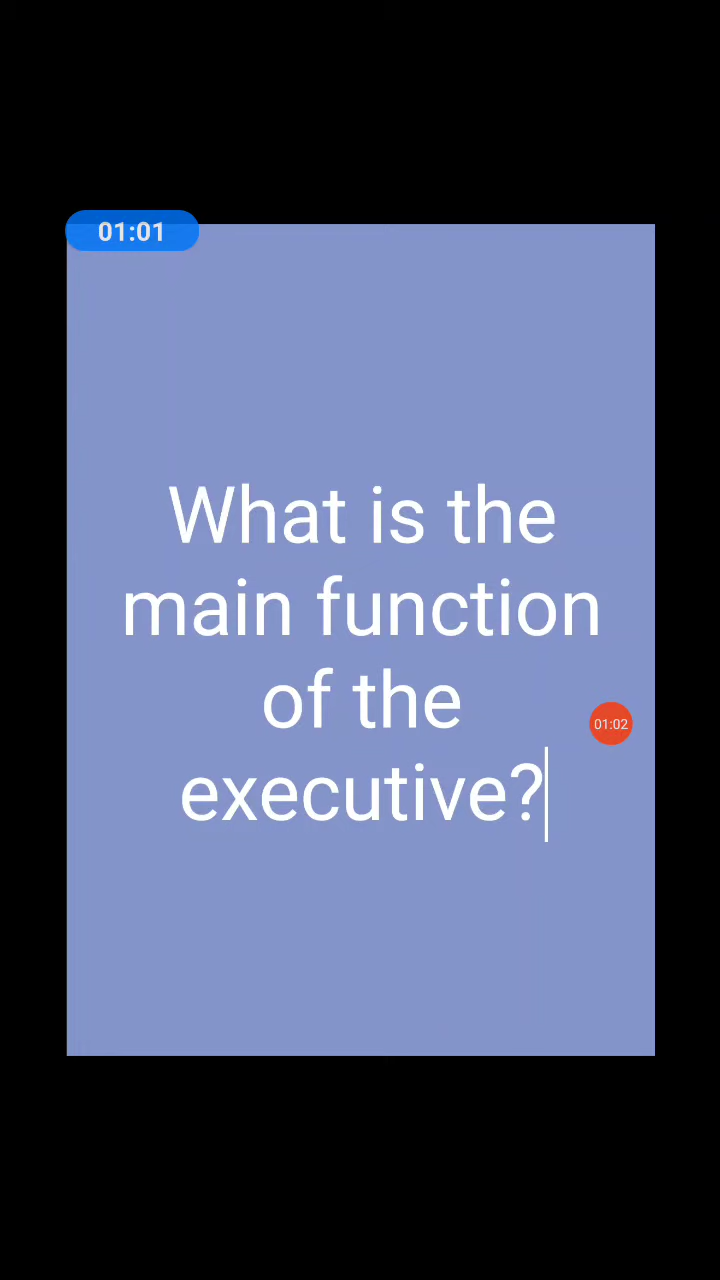 01:01
What is the
main function
of the
01:02
executive?